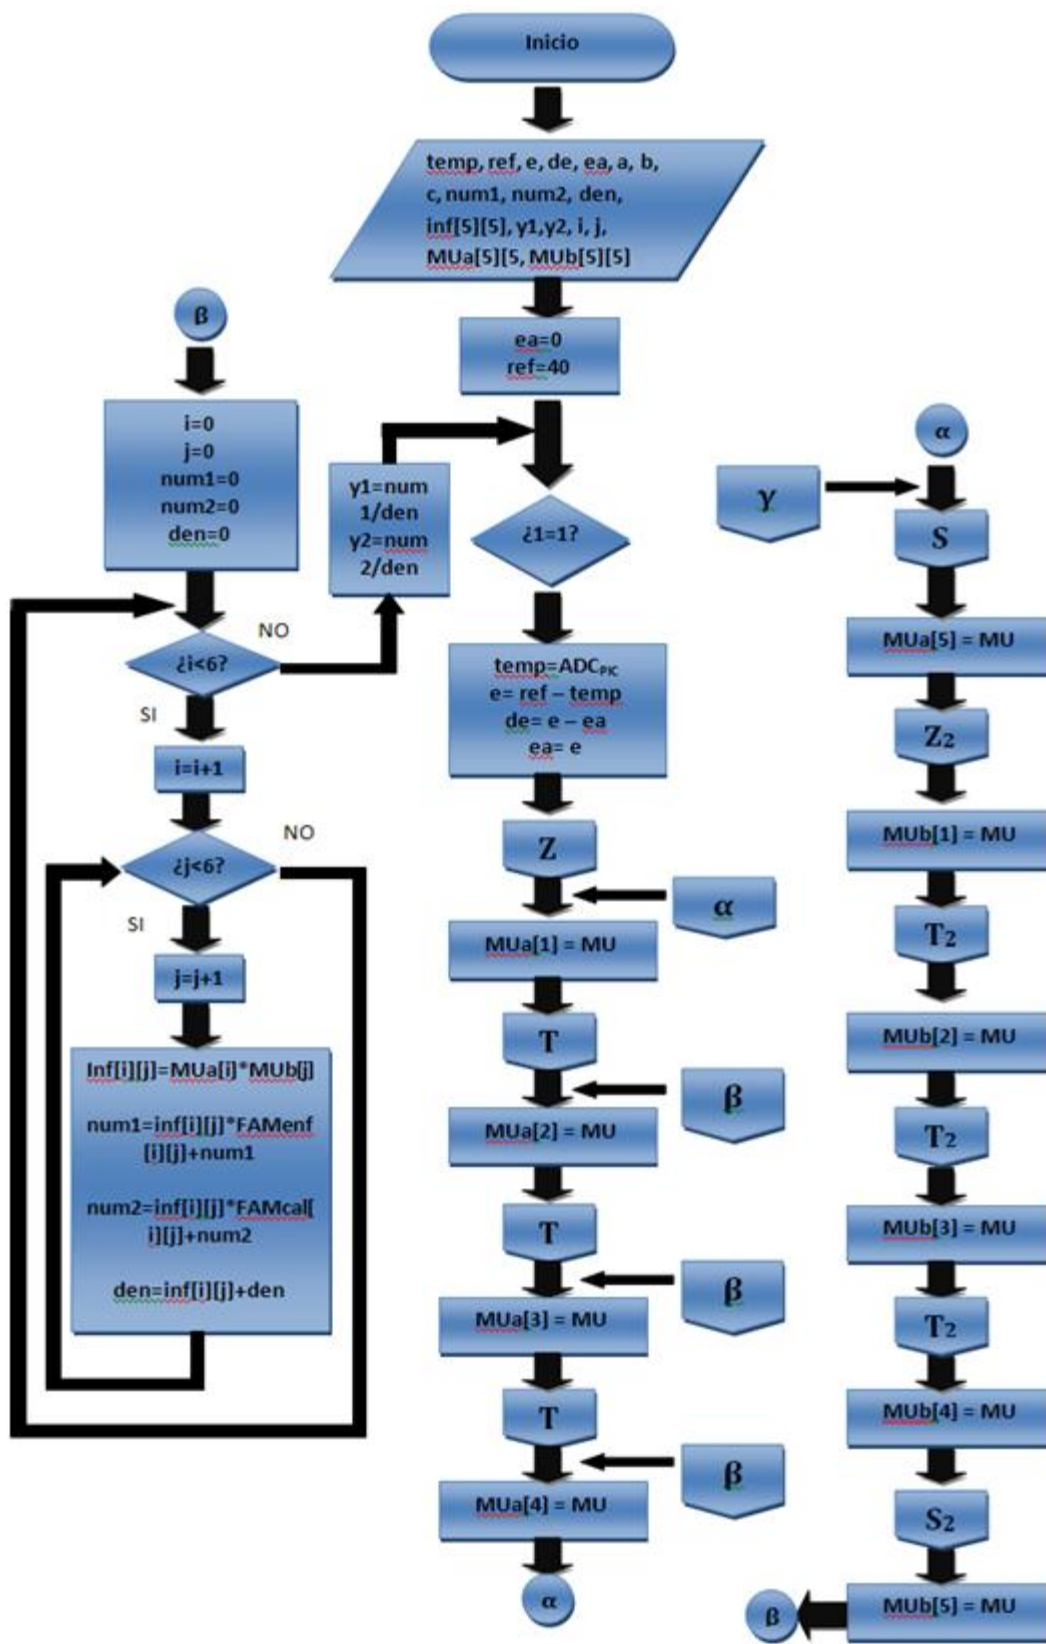 Inicio
temp, ref, e, de, ea, a, b,
c, num1, num2, den,
inf[5][5], y1,y2, i, j,
MUa[5][5, MUb[5][5]
ea=0
ref=40
¿1=1?
temp=ADCPIC
e= ref – temp
de= e – ea
ea= e
Z
α
MUa[1] = MU
T
β
MUa[2] = MU
T
β
MUa[3] = MU
T
β
MUa[4] = MU
α
α
γ
S
MUa[5] = MU
Z2
MUb[1] = MU
T2
MUb[2] = MU
T2
MUb[3] = MU
T2
MUb[4] = MU
S2
MUb[5] = MU
β
β
i=0
j=0
num1=0
num2=0
den=0
¿i<6?
NO
SI
y1=num
1/den
y2=num
2/den
i=i+1
¿j<6?
NO
SI
j=j+1
Inf[i][j]=MUa[i]*MUb[j]
num1=inf[i][j]*FAMenf
[i][j]+num1
num2=inf[i][j]*FAMcal[
i][j]+num2
den=inf[i][j]+den